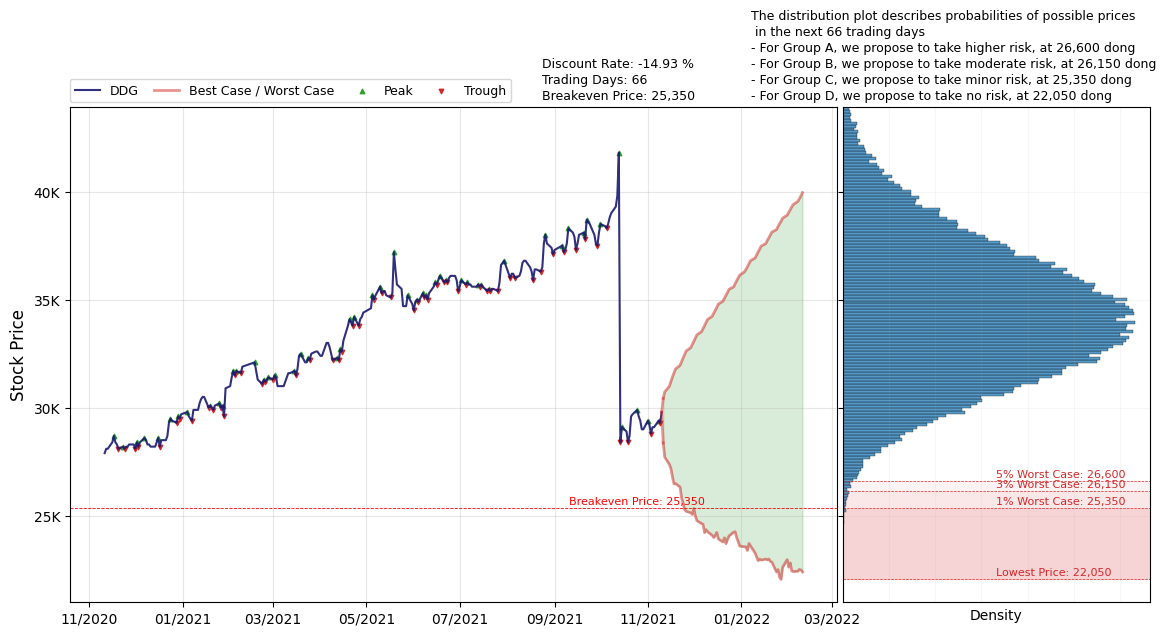 The distribution plot describes probabilities of possible prices
in the next 66 trading days
- For Group A, we propose to take higher risk, at 26,600 dong
- For Group B, we propose to take moderate risk, at 26,150 dong
- For Group C, we propose to take minor risk, at 25,350 dong
- For Group D, we propose to take no risk, at 22,050 dong
Discount Rate: -14.93 %
Trading Days: 66
Breakeven Price: 25,350
DDG
Best Case / Worst Case
Peak
Trough
Stock Price
40K
35K
30K
25K
Breakeven Price: 25,350
5% Worst Case: 26,600
3% Worst Case: 26,150
1% Worst Case: 25,350
Lowest Price: 22,050
11/2020
01/2021
03/2021
05/2021
07/2021
09/2021
11/2021
01/2022
03/2022
Density